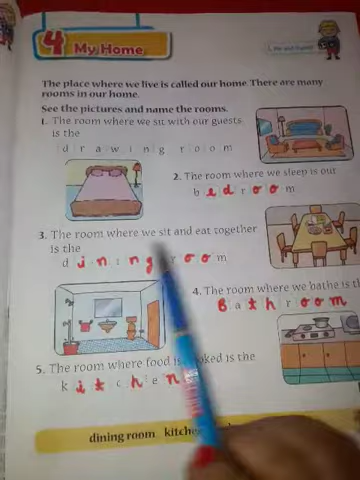 4 My Home
The place where we live is called our home. There are many
rooms in our home.
See the pictures and name the rooms.
1. The room where we sit with our guests
is the
d r a w i n g r o o m
2. The room where we sleep is our
b e d r o o m
3. The room where we sit and eat together
is the
d i n i n g r o o m
4. The room where we bathe is th
B a t h r o o m
5. The room where food is cooked is the
k i t c h e n
dining room kitche